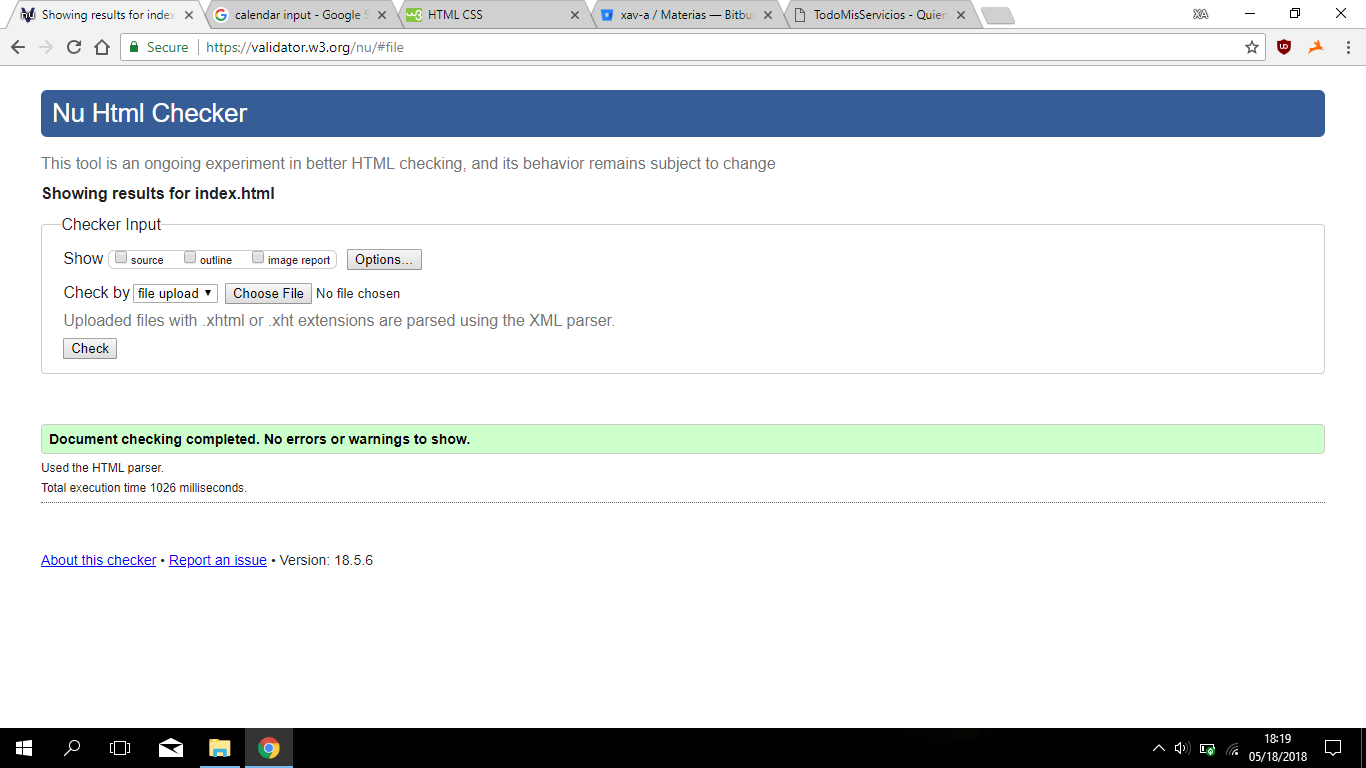 Showing results for index
calendar input - Google S
HTML CSS
xav-a / Materias — Bitbu
TodoMisServicios - Quien
XA
Secure
https://validator.w3.org/nu/#file
Nu Html Checker
This tool is an ongoing experiment in better HTML checking, and its behavior remains subject to change
Showing results for index.html
Checker Input
Show source outline image report Options...
Check by file upload Choose File No file chosen
Uploaded files with .xhtml or .xht extensions are parsed using the XML parser.
Check
Document checking completed. No errors or warnings to show.
Used the HTML parser.
Total execution time 1026 milliseconds.
About this checker • Report an issue • Version: 18.5.6
18:19
05/18/2018